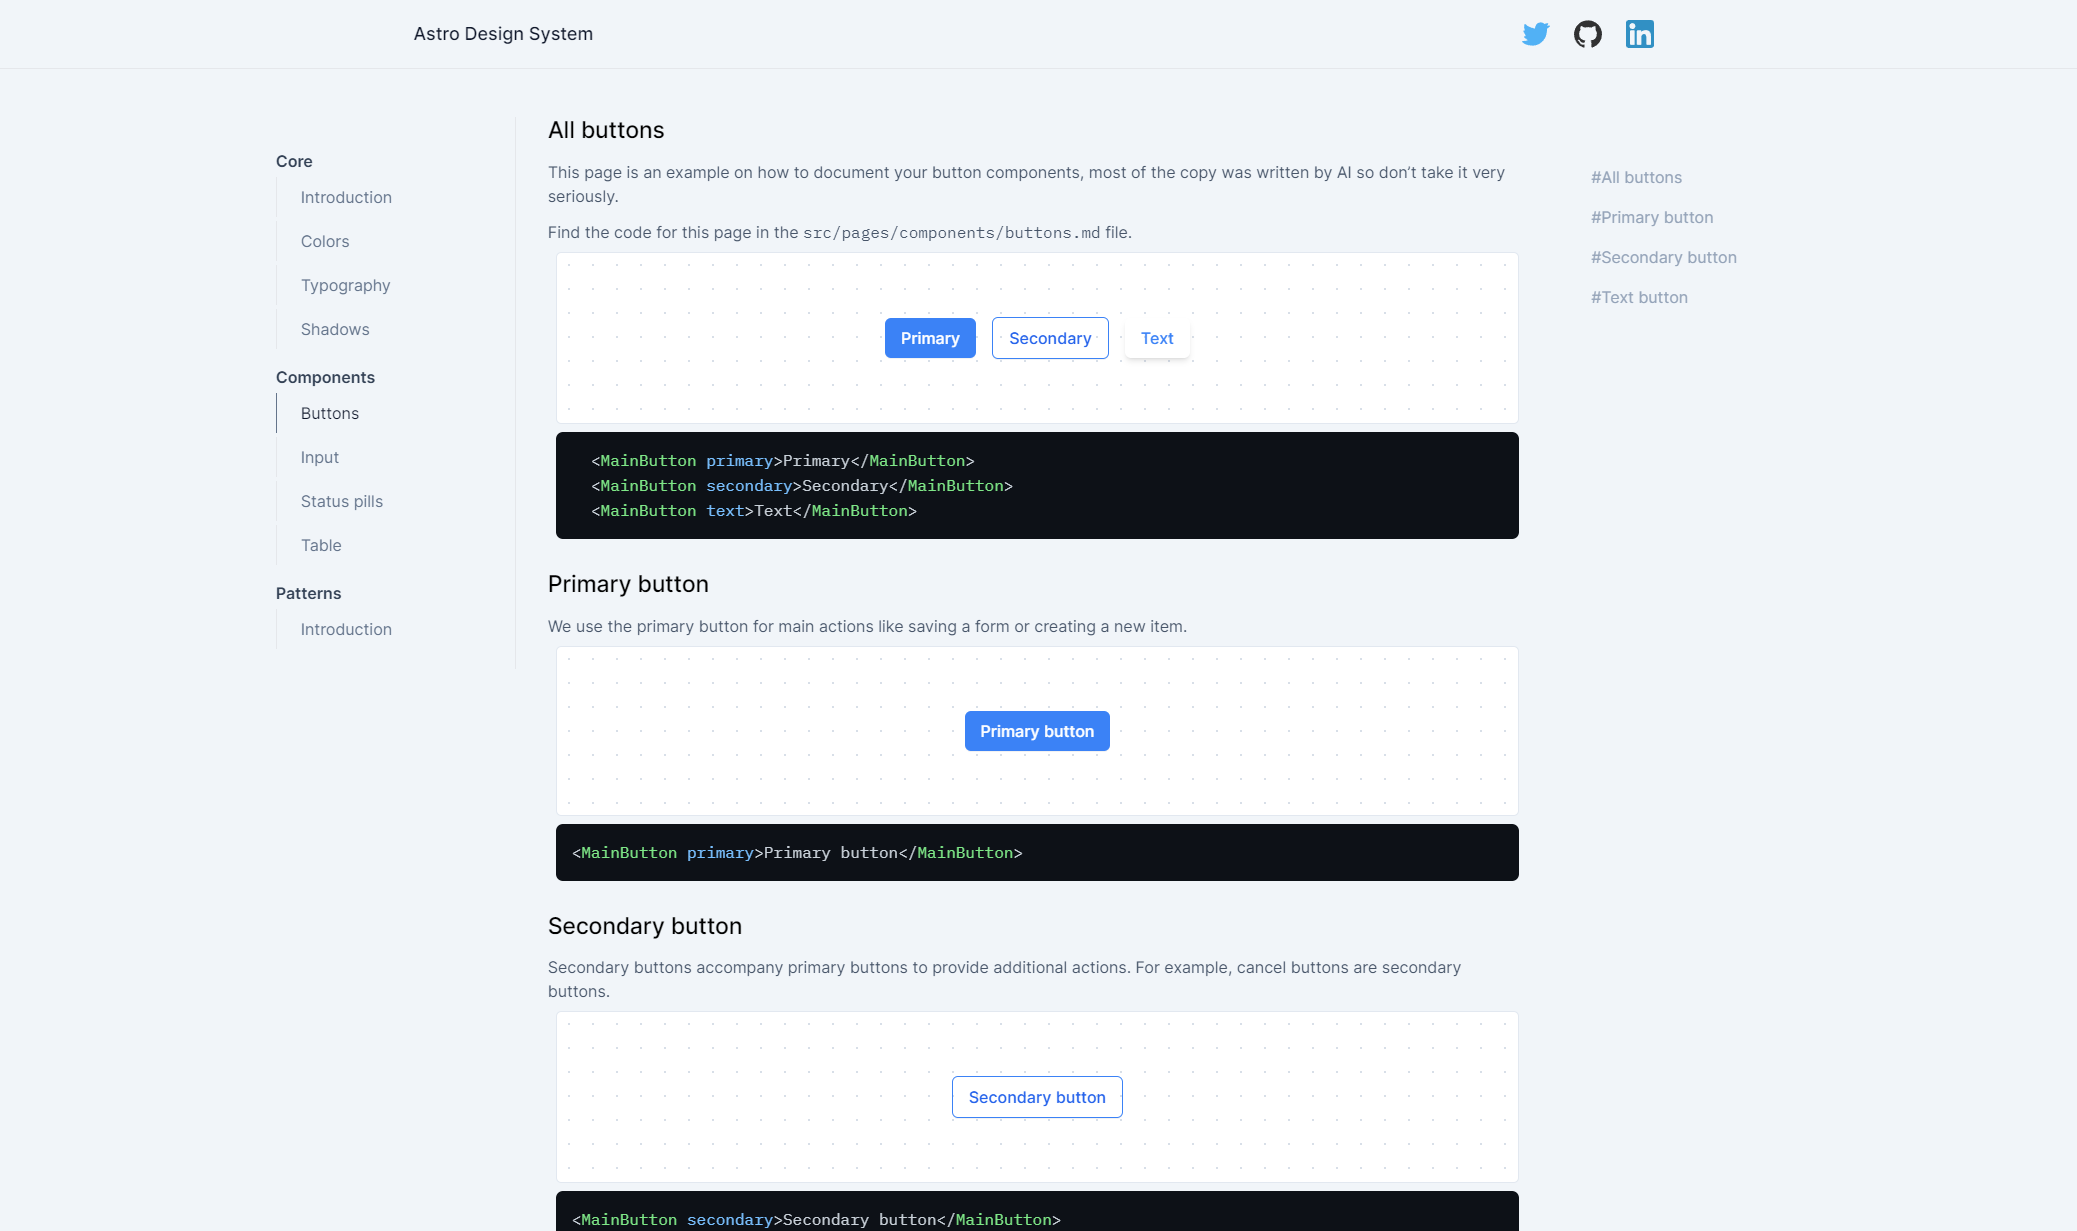 Astro Design System
Core
Introduction
Colors
Typography
Shadows
Components
Buttons
Input
Status pills
Table
Patterns
Introduction
All buttons
This page is an example on how to document your button components, most of the copy was written by AI so don’t take it very
seriously.
Find the code for this page in the src/pages/components/buttons.md file.
Primary Secondary Text
<MainButton primary>Primary</MainButton>
<MainButton secondary>Secondary</MainButton>
<MainButton text>Text</MainButton>
Primary button
We use the primary button for main actions like saving a form or creating a new item.
Primary button
<MainButton primary>Primary button</MainButton>
Secondary button
Secondary buttons accompany primary buttons to provide additional actions. For example, cancel buttons are secondary
buttons.
Secondary button
<MainButton secondary>Secondary button</MainButton>
#All buttons
#Primary button
#Secondary button
#Text button